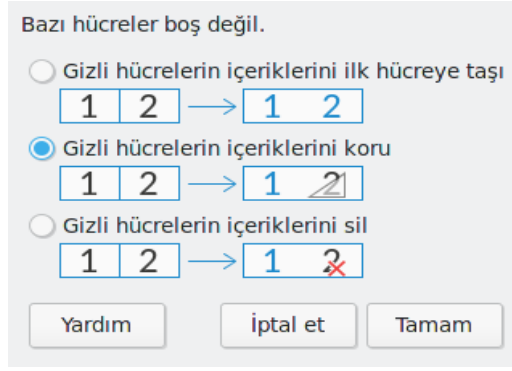 Bazı hücreler boş değil.
Gizli hücrelerin içeriklerini ilk hücreye taşı
1 2 1 2
Gizli hücrelerin içeriklerini koru
1 2 1 2
Gizli hücrelerin içeriklerini sil
1 2 1 2
Yardım İptal et Tamam